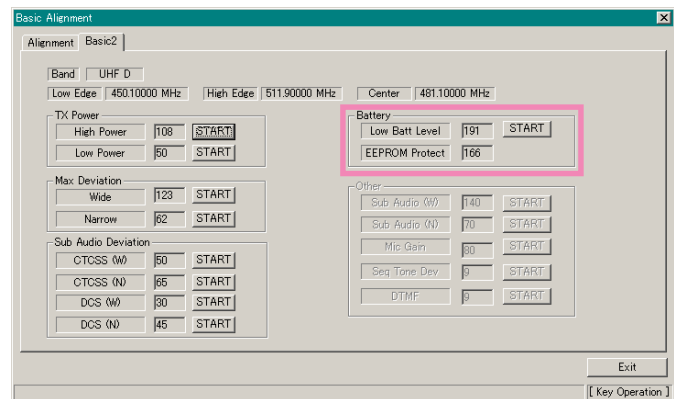 Basic Alignment
Alignment Basic2
Band UHF D
Low Edge 450.10000 MHz High Edge 511.90000 MHz Center 481.10000 MHz
TX Power
High Power 108 START
Low Power 50 START
Battery
Low Batt Level 191 START
EEPROM Protect 166
Max Deviation
Wide 123 START
Narrow 62 START
Other
Sub Audio (W) 140 START
Sub Audio (N) 70 START
Mic Gain 80 START
Seq Tone Dev 9 START
DTMF 9 START
Sub Audio Deviation
CTCSS (W) 50 START
CTCSS (N) 65 START
DCS (W) 30 START
DCS (N) 45 START
Exit
[ Key Operation ]